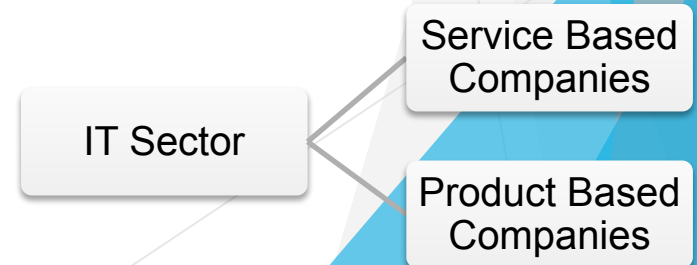 Service Based
Companies
IT Sector
Product Based
Companies